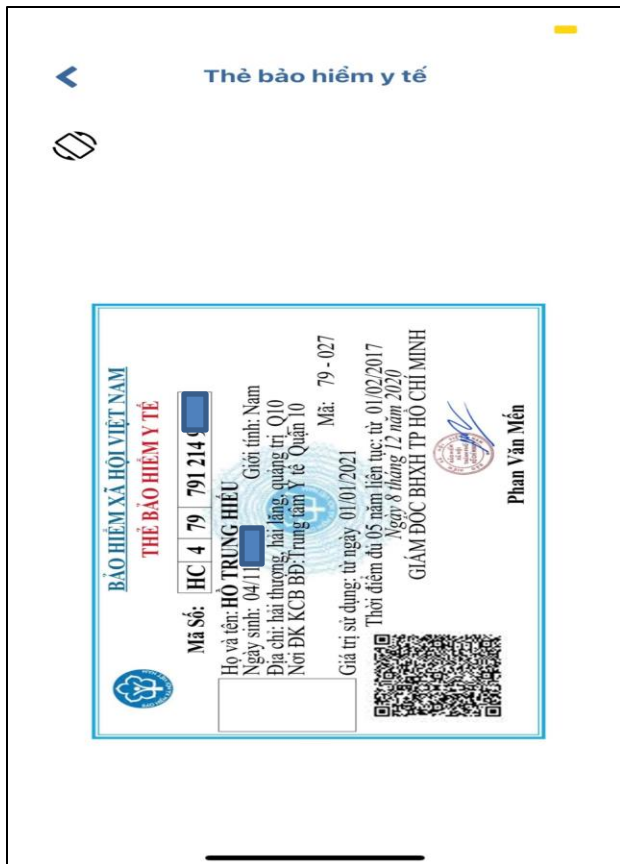 Thẻ bảo hiểm y tế
BẢO HIỂM XÃ HỘI VIỆT NAM
THẺ BẢO HIỂM Y TẾ
Mã Số: HC 4 79 791 214 9
Họ và tên: HỒ TRUNG HIẾU
Ngày sinh: 04/11 Giới tính: Nam
Địa chỉ: hải thượng, hải lăng, quảng trị Q10
Nơi ĐK KCB BĐ: Trung tâm Y tế Quận 10
Mã: 79 - 027
Giá trị sử dụng: từ ngày 01/01/2021
Thời điểm đủ 05 năm liên tục: từ 01/02/2017
Ngày 8 tháng 12 năm 2020
GIÁM ĐỐC BHXH TP HỒ CHÍ MINH
Phan Văn Mến